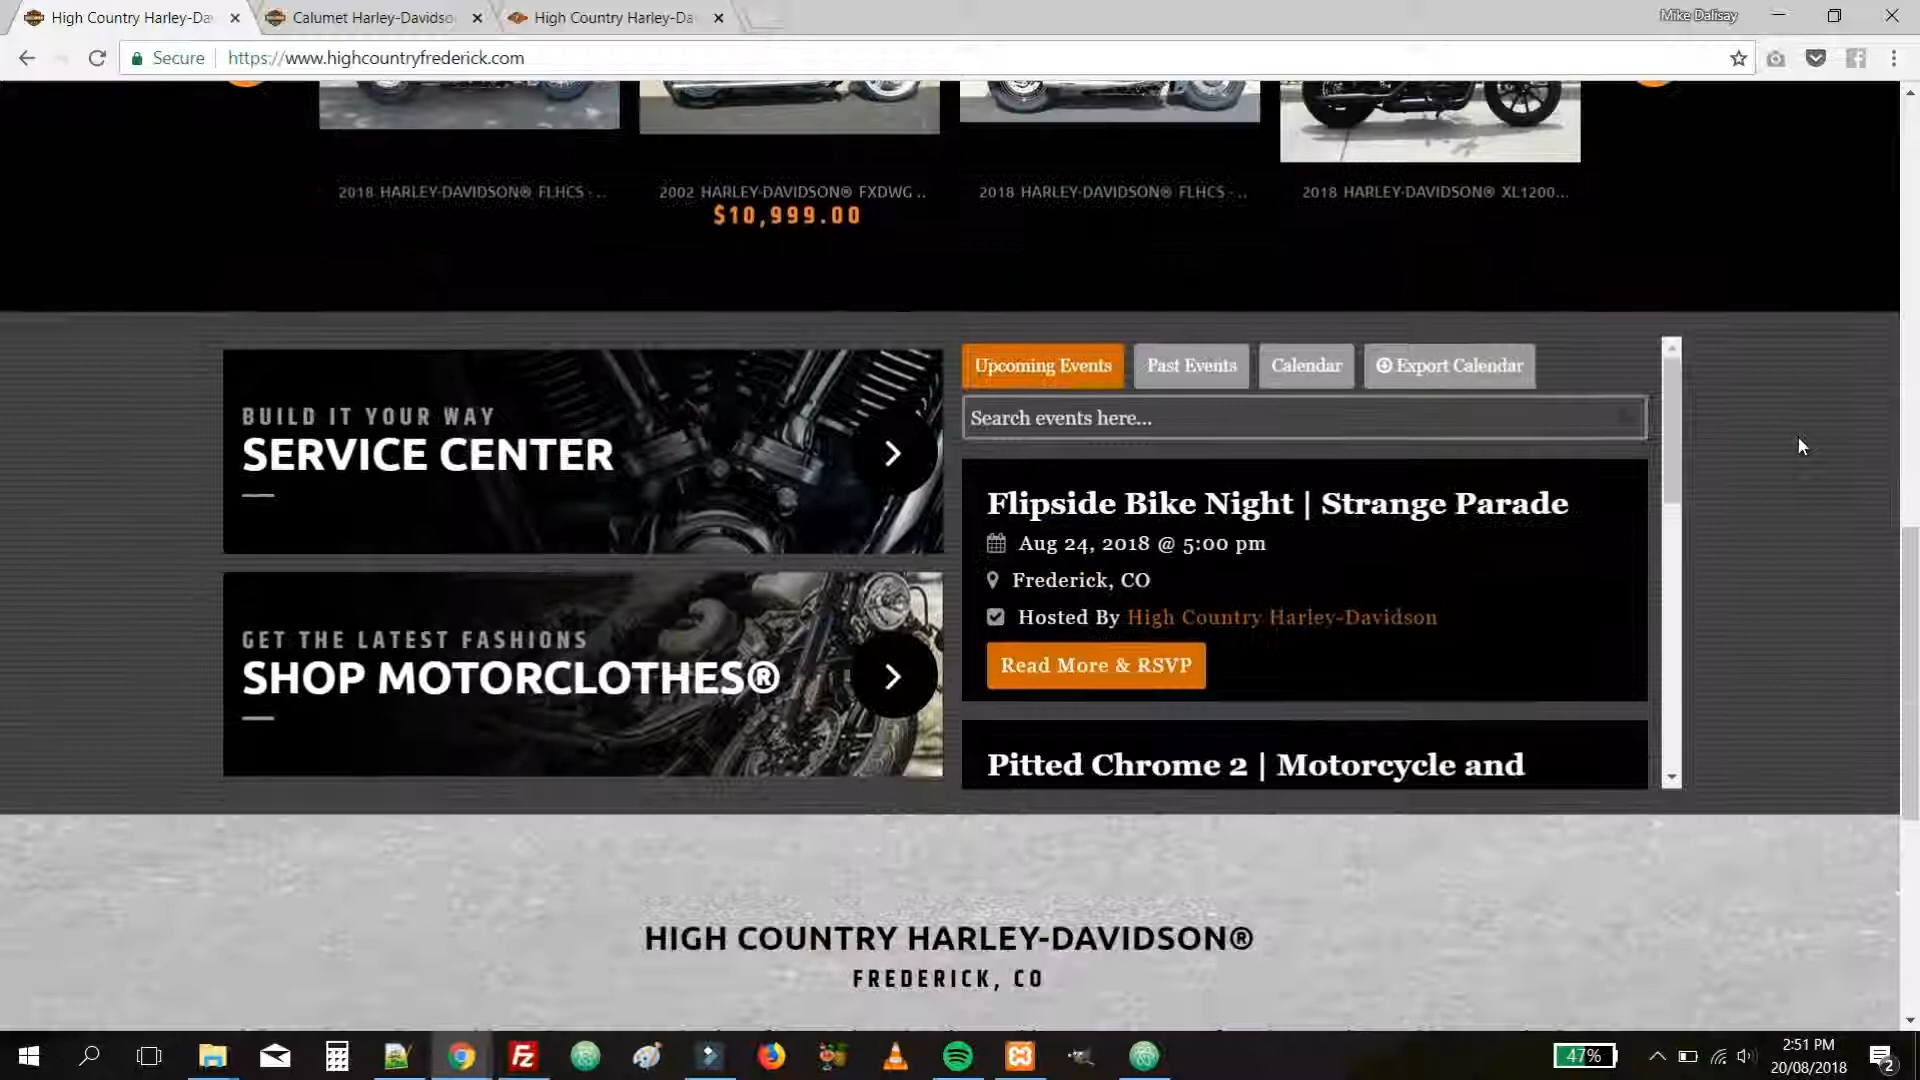 High Country Harley-Da
Calumet Harley-Davidso
High Country Harley-Da
Mike Dalisay
Secure
https://www.highcountryfrederick.com
2018 HARLEY-DAVIDSON® FLHCS - ...
2002 HARLEY-DAVIDSON® FXDWG ..
2018 HARLEY-DAVIDSON® FLHCS - ...
2018 HARLEY-DAVIDSON® XL1200...
$10,999.00
BUILD IT YOUR WAY
SERVICE CENTER
GET THE LATEST FASHIONS
SHOP MOTORCLOTHES®
Upcoming Events
Past Events
Calendar
Export Calendar
Search events here...
Flipside Bike Night | Strange Parade
Aug 24, 2018 @ 5:00 pm
Frederick, CO
Hosted By High Country Harley-Davidson
Read More & RSVP
Pitted Chrome 2 | Motorcycle and
HIGH COUNTRY HARLEY-DAVIDSON®
FREDERICK, CO
47%
2:51 PM
20/08/2018
2